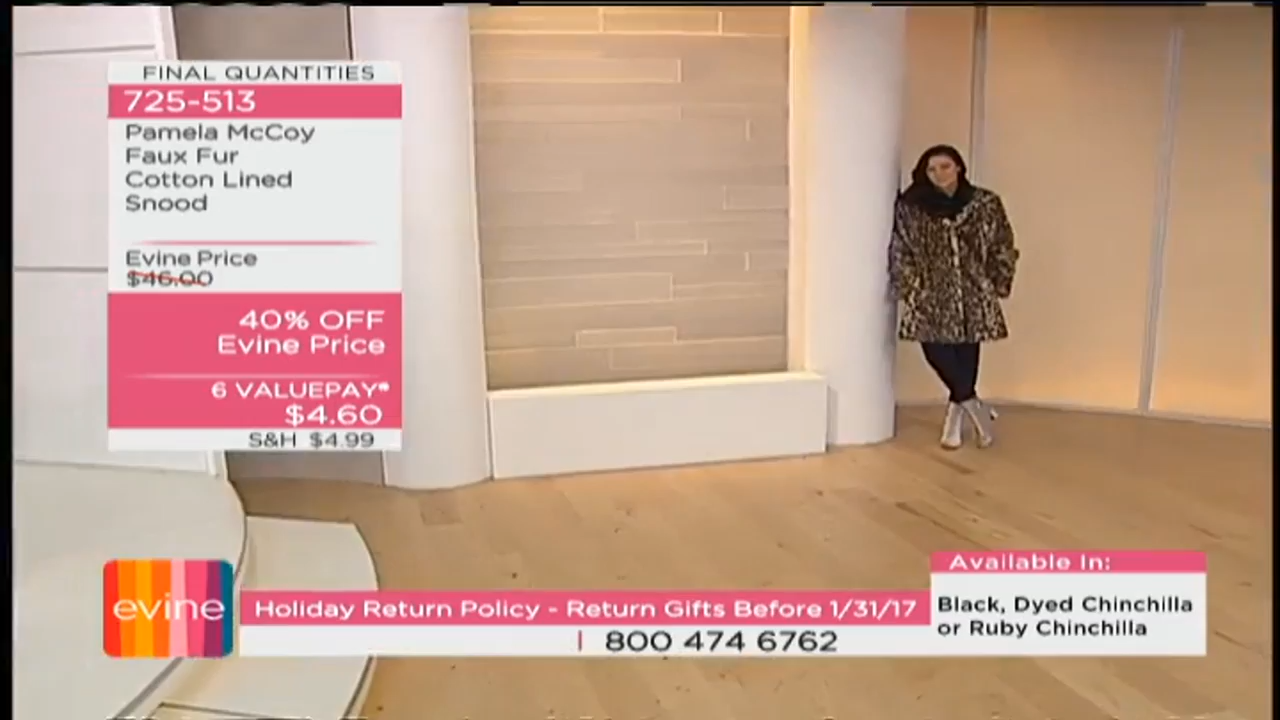 FINAL QUANTITIES
725-513
Pamela McCoy
Faux Fur
Cotton Lined
Snood
Evine Price
$46.00
40% OFF
Evine Price
6 VALUEPAY®
$4.60
S&H $4.99
evine
Holiday Return Policy - Return Gifts Before 1/31/17
800 474 6762
Available In:
Black, Dyed Chinchilla
or Ruby Chinchilla